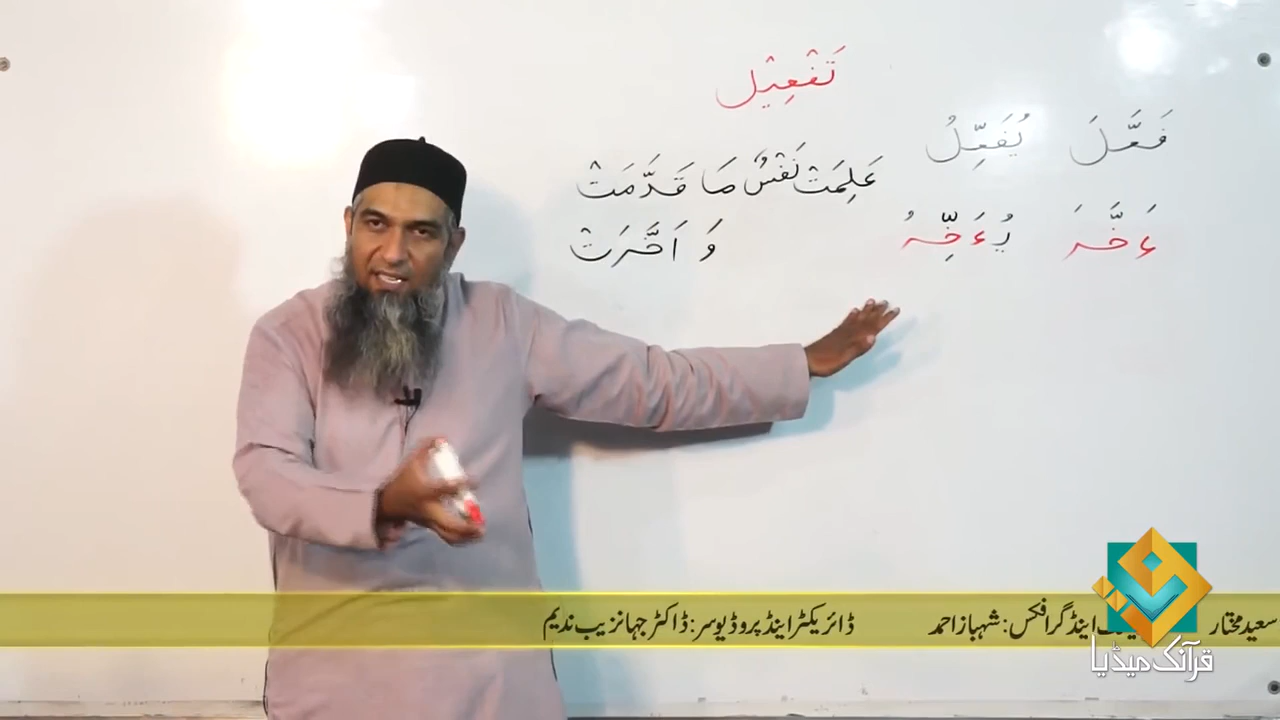 تَفْعِيْل
فَعَّلَ يُفَعِّلُ
عَلِمَتْ نَفْسٌ مَا قَدَّمَتْ
ءَخَّرَ يُءَخِّرُ
وَ اَخَّرَتْ
سعید مختار اینڈ گرافکس: شہباز احمد ڈائریکٹر اینڈ پروڈیوسر: ڈاکٹر جہانزیب ندیم
قرآنک میڈیا